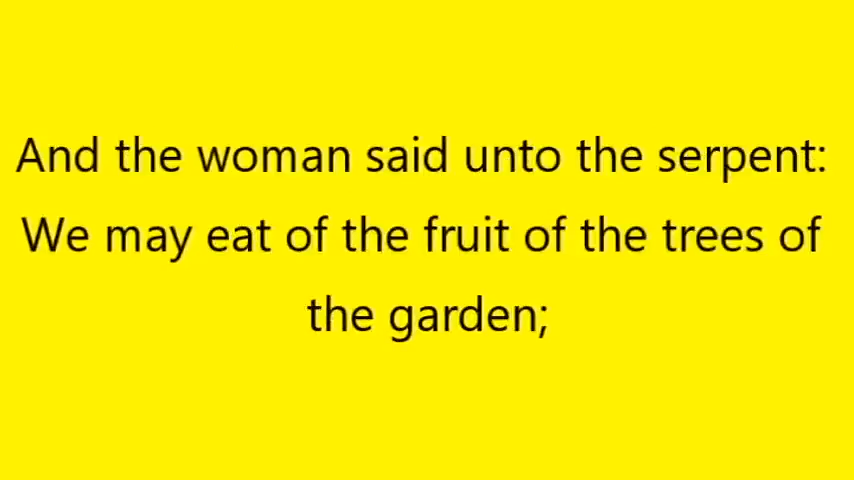 And the woman said unto the serpent:
We may eat of the fruit of the trees of
the garden;